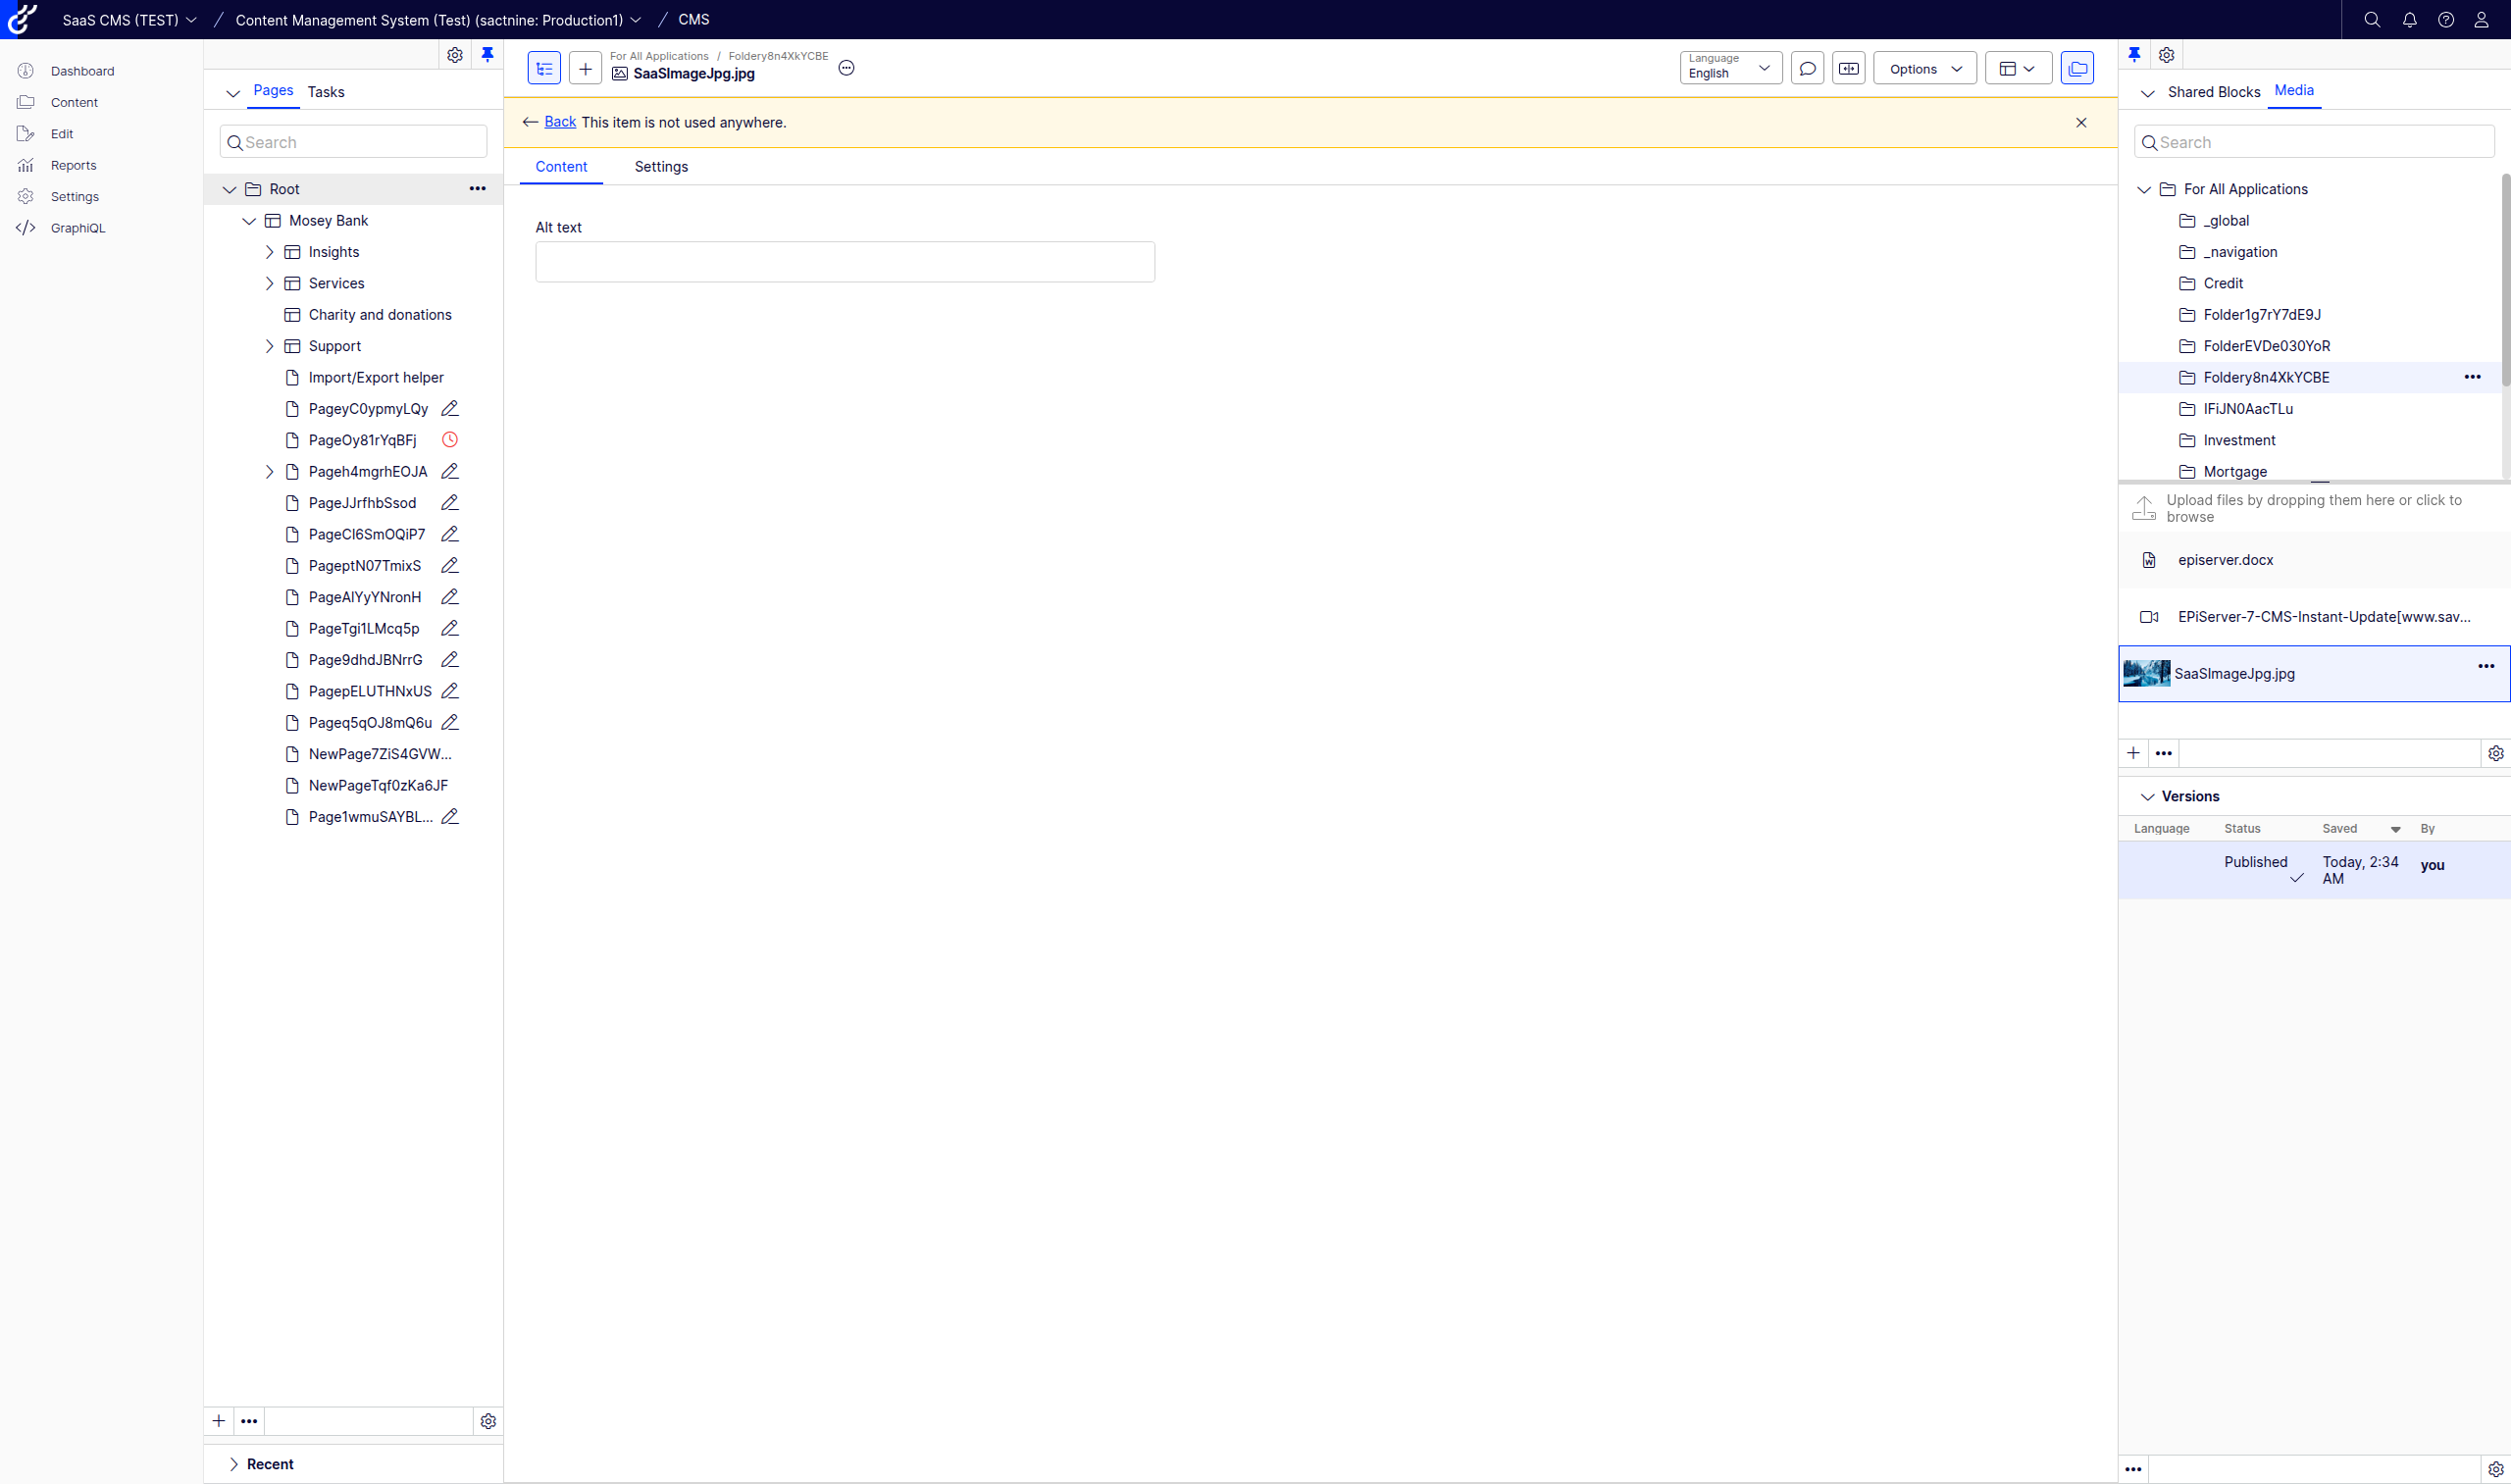 SaaS CMS (TEST) / Content Management System (Test) (sactnine: Production1) / CMS
Dashboard
Content
Edit
Reports
Settings
GraphiQL
Pages Tasks
Search
Root
Mosey Bank
Insights
Services
Charity and donations
Support
Import/Export helper
PageyC0ypmyLQy
PageOy81rYqBFj
Pageh4mgrhEOJA
PageJJrfhbSsod
PageCl6SmOQiP7
PageptN07TmixS
PageAlYyYNronH
PageTgi1LMcq5p
Page9dhdJBNrrG
PagepELUTHNxUS
Pageq5qOJ8mQ6u
NewPage7ZiS4GVW...
NewPageTqf0zKa6JF
Page1wmuSAYBL...
Recent
For All Applications / Foldery8n4XkYCBE
SaaSImageJpg.jpg
Language
English
Options
Back This item is not used anywhere.
Content Settings
Alt text
Shared Blocks Media
Search
For All Applications
_global
_navigation
Credit
Folder1g7rY7dE9J
FolderEVDe030YoR
Foldery8n4XkYCBE
IFiJN0AacTLu
Investment
Mortgage
Upload files by dropping them here or click to
browse
episerver.docx
EPiServer-7-CMS-Instant-Update[www.sav...
SaaSImageJpg.jpg
Versions
Language Status Saved By
Published Today, 2:34 you
AM